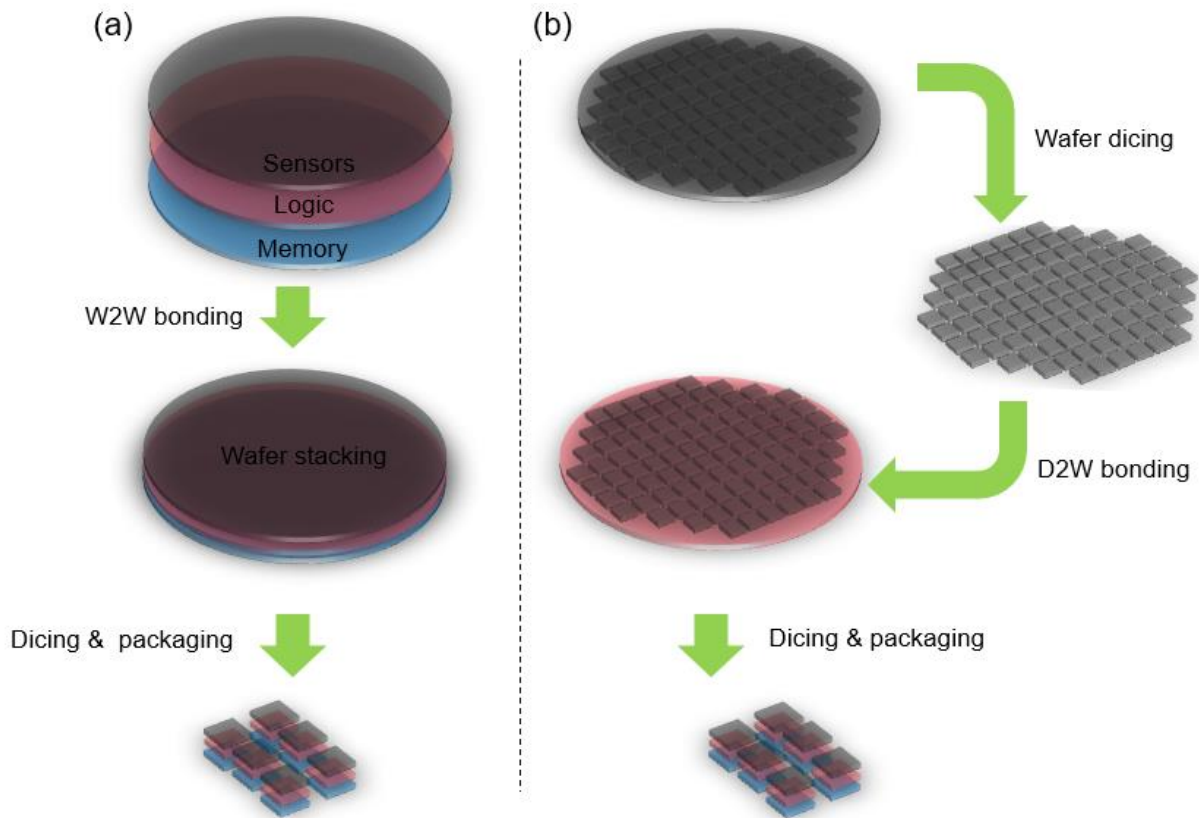 (a)
Sensors
Logic
Memory
W2W bonding
Wafer stacking
Dicing &  packaging
(b)
Wafer dicing
D2W bonding
Dicing & packaging